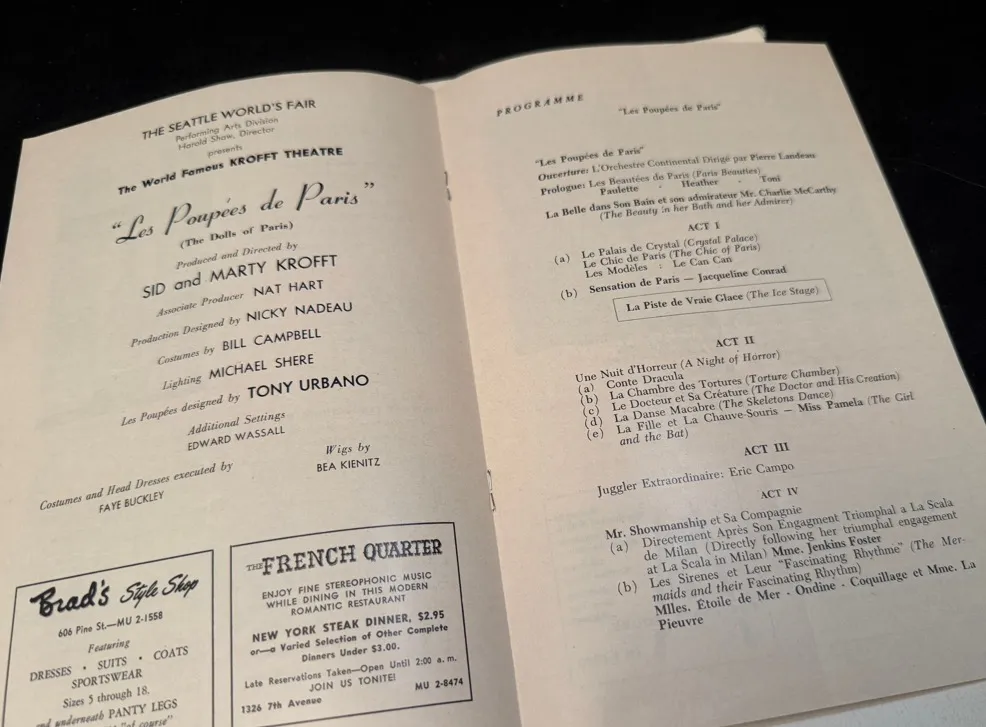 THE SEATTLE WORLD'S FAIR
Performing Arts Division
Harold Shaw, Director
presents
The World Famous KROFFT THEATRE
"Les Poupées de Paris"
(The Dolls of Paris)
Produced and Directed by
SID and MARTY KROFFT
Associate Producer NAT HART
Production Designed by NICKY NADEAU
Costumes by BILL CAMPBELL
Lighting MICHAEL SHERE
Les Poupées designed by TONY URBANO
Additional Settings
EDWARD WASSALL
Wigs by
BEA KIENITZ
Costumes and Head Dresses executed by
FAYE BUCKLEY
Brad's Style Shop
606 Pine St.—MU 2-1558
Featuring
DRESSES • SUITS • COATS
SPORTSWEAR
Sizes 5 through 18.
and underneath PANTY LEGS
"of course"
THE FRENCH QUARTER
ENJOY FINE STEREOPHONIC MUSIC
WHILE DINING IN THIS MODERN
ROMANTIC RESTAURANT
NEW YORK STEAK DINNER, $2.95
or—a Varied Selection of Other Complete
Dinners Under $3.00.
Late Reservations Taken—Open Until 2:00 a. m.
JOIN US TONITE!
1326 7th Avenue MU 2-8474
PROGRAMME
"Les Poupées de Paris"
"Les Poupées de Paris"
Ouverture: L'Orchestre Continental Dirigé par Pierre Landeau
Prologue: Les Beautées de Paris (Paris Beauties)
Paulette · Heather · Toni
La Belle dans Son Bain et son admirateur Mr. Charlie McCarthy
(The Beauty in her Bath and her Admirer)
ACT I
(a) Le Palais de Crystal (Crystal Palace)
Le Chic de Paris (The Chic of Paris)
Les Modèles : Le Can Can
(b) Sensation de Paris — Jacqueline Conrad
La Piste de Vraie Glace (The Ice Stage)
ACT II
Une Nuit d'Horreur (A Night of Horror)
(a) Conte Dracula
(b) La Chambre des Tortures (Torture Chamber)
(c) Le Docteur et Sa Créature (The Doctor and His Creation)
(d) La Danse Macabre (The Skeletons Dance)
(e) La Fille et La Chauve-Souris — Miss Pamela (The Girl
and the Bat)
ACT III
Juggler Extraordinaire: Eric Campo
ACT IV
Mr. Showmanship et Sa Compagnie
(a) Directement Après Son Engagment Triomphal a La Scala
de Milan (Directly following her triumphal engagement
at La Scala in Milan) Mme. Jenkins Foster
(b) Les Sirenes et Leur "Fascinating Rhythme" (The Mer-
maids and their Fascinating Rhythm)
Mlles. Étoile de Mer · Ondine · Coquillage et Mme. La
Pieuvre